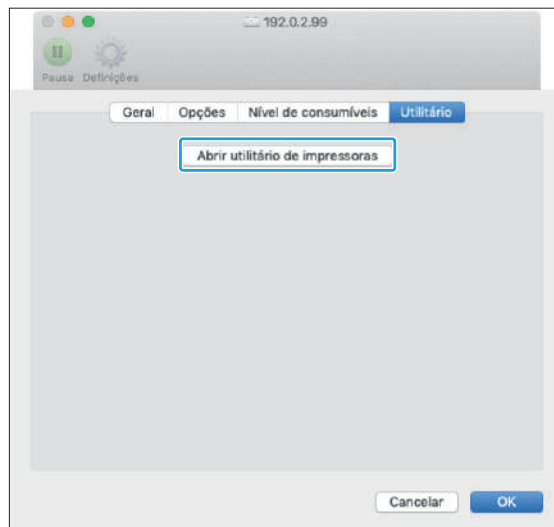 192.0.2.99
Pausa Definições
Geral Opções Nível de consumíveis Utilitário
Abrir utilitário de impressoras
Cancelar OK